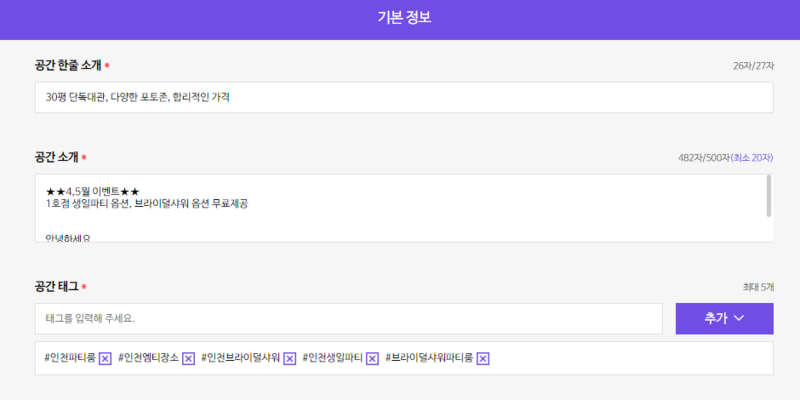 기본 정보
공간 한줄 소개 *
26자/27자
30평 단독대관, 다양한 포토존, 합리적인 가격
공간 소개 *
482자/500자(최소 20자)
★★4,5월 이벤트★★
1호점 생일파티 옵션, 브라이덜샤워 옵션 무료제공
안녕하세요
공간 태그 *
최대 5개
태그를 입력해 주세요.
추가
#인천파티룸 #인천엠티장소 #인천브라이덜샤워 #인천생일파티 #브라이덜샤워파티룸